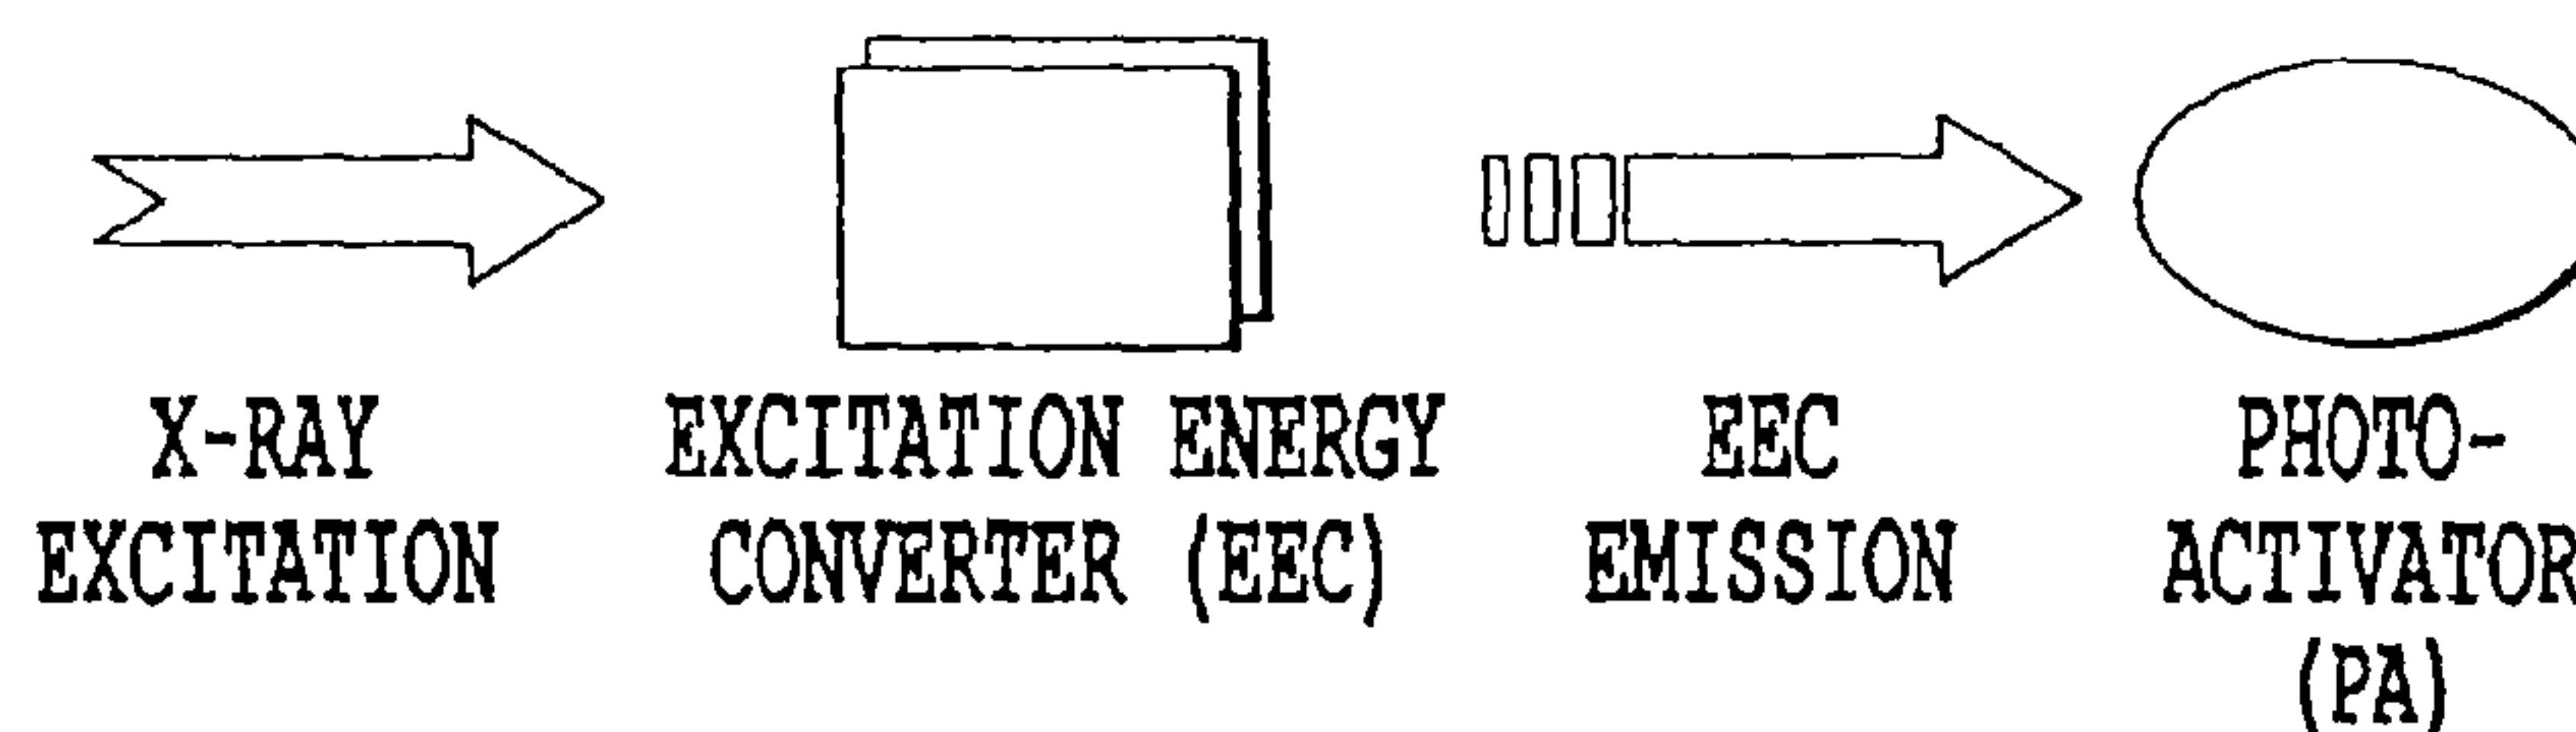 X-RAY
EXCITATION
EXCITATION ENERGY
CONVERTER (EEC)
EEC
EMISSION
PHOTO-
ACTIVATOR
(PA)